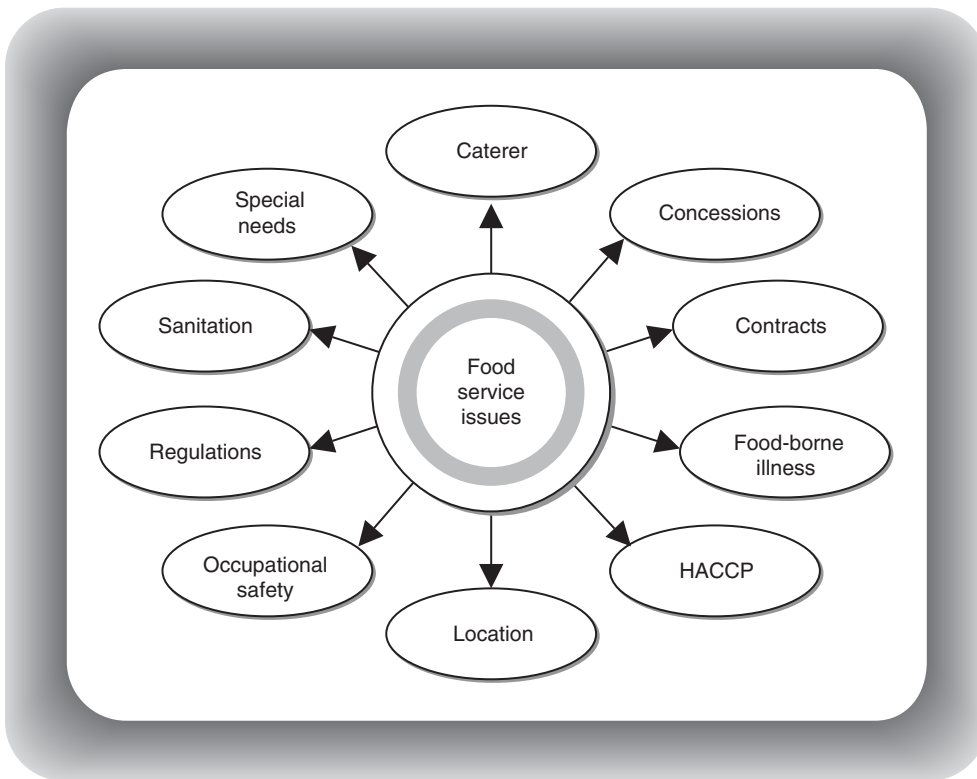 Caterer
Special
needs
Concessions
Sanitation
Contracts
Food
service
issues
Regulations
Food-borne
illness
Occupational
safety
HACCP
Location